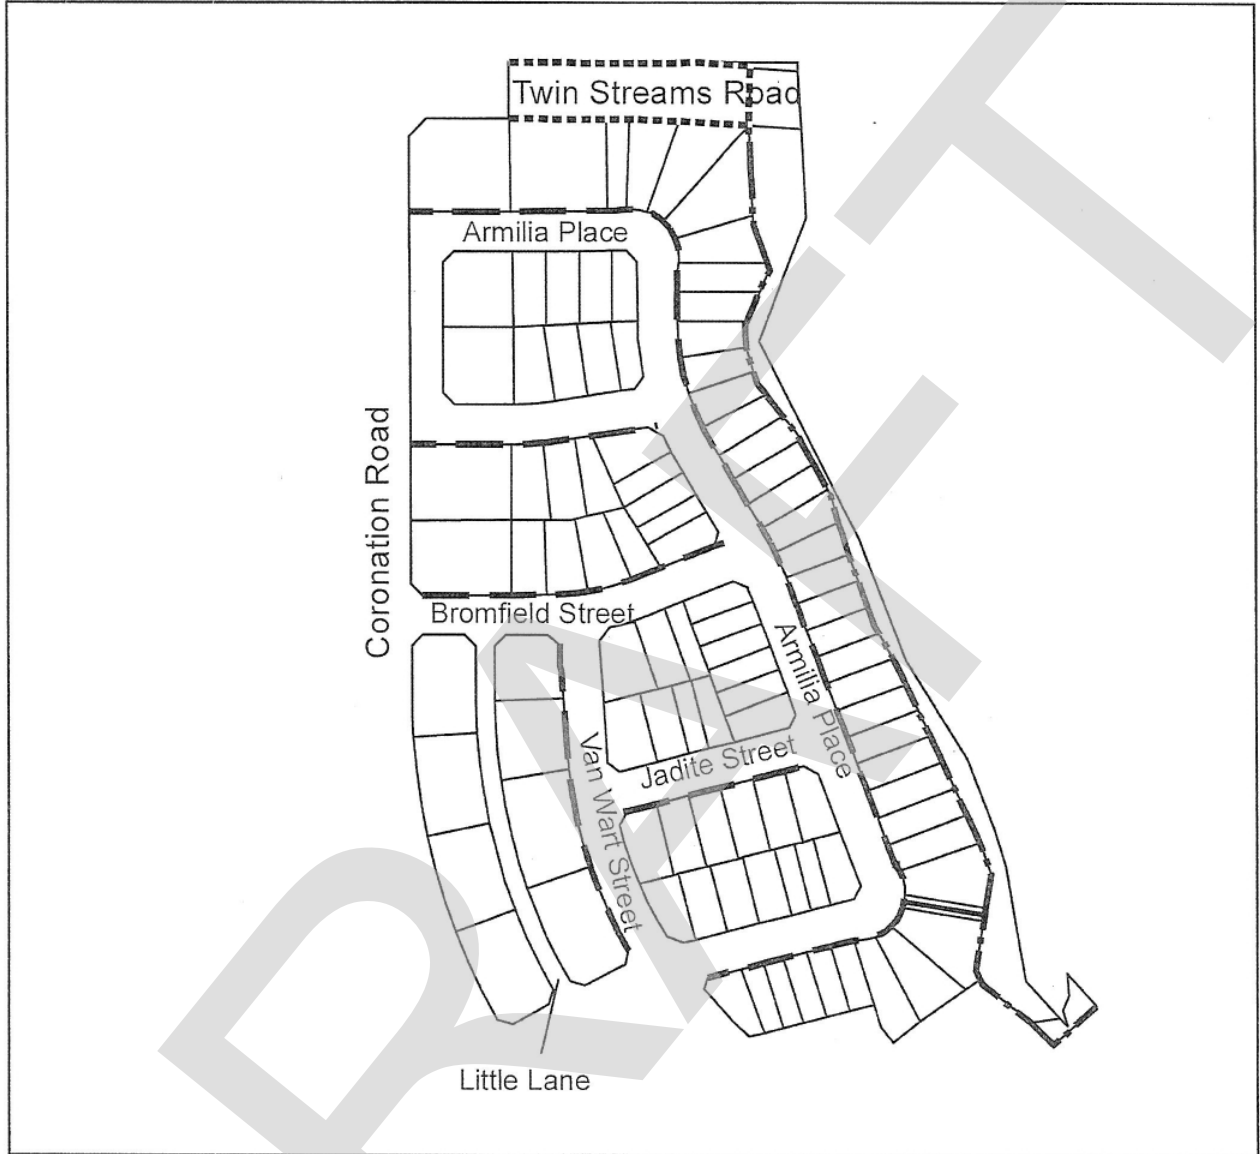 Twin Streams Road
Armilia Place
Coronation Road
Bromfield Street
Armilia Place
Van Wart Street
Jadite Street
Little Lane
DRAFT